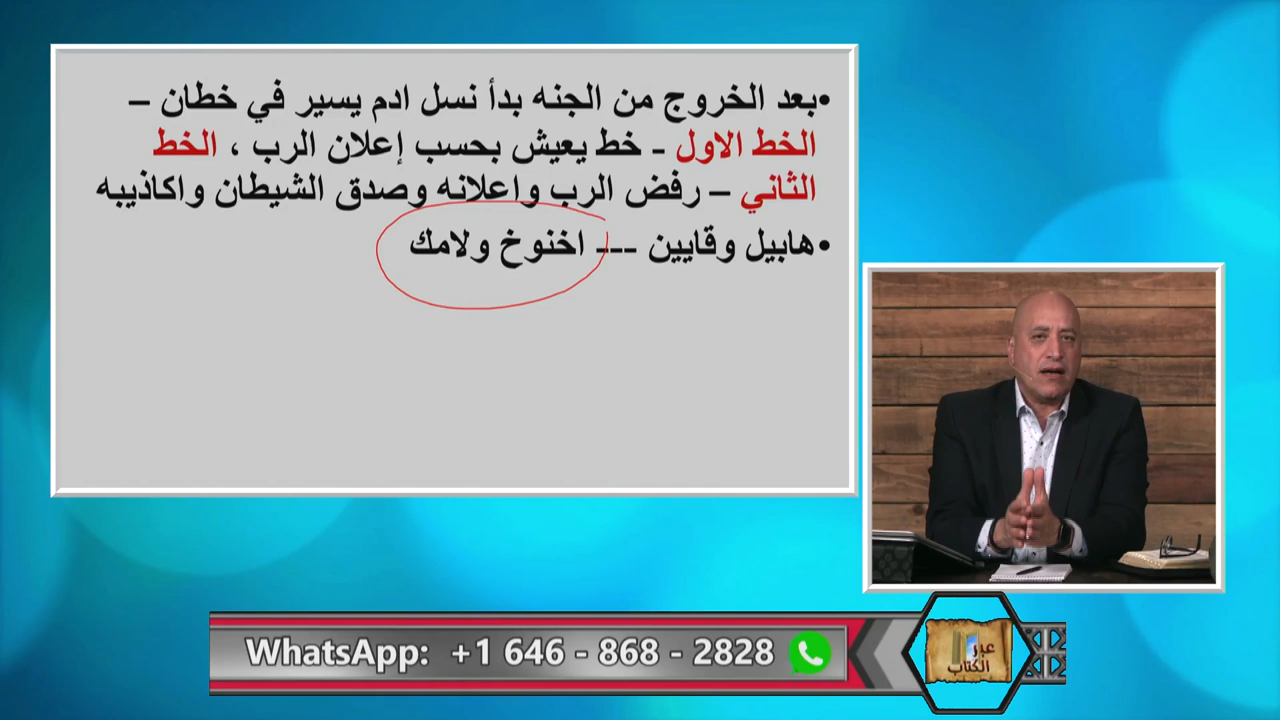 •بعد الخروج من الجنه بدأ نسل ادم يسير في خطان –
الخط الاول - خط يعيش بحسب إعلان الرب ، الخط
الثاني – رفض الرب واعلانه وصدق الشيطان واكاذيبه
•هابيل وقايين --- اخنوخ ولامك
WhatsApp: +1 646 - 868 - 2828
عبر
الكتاب